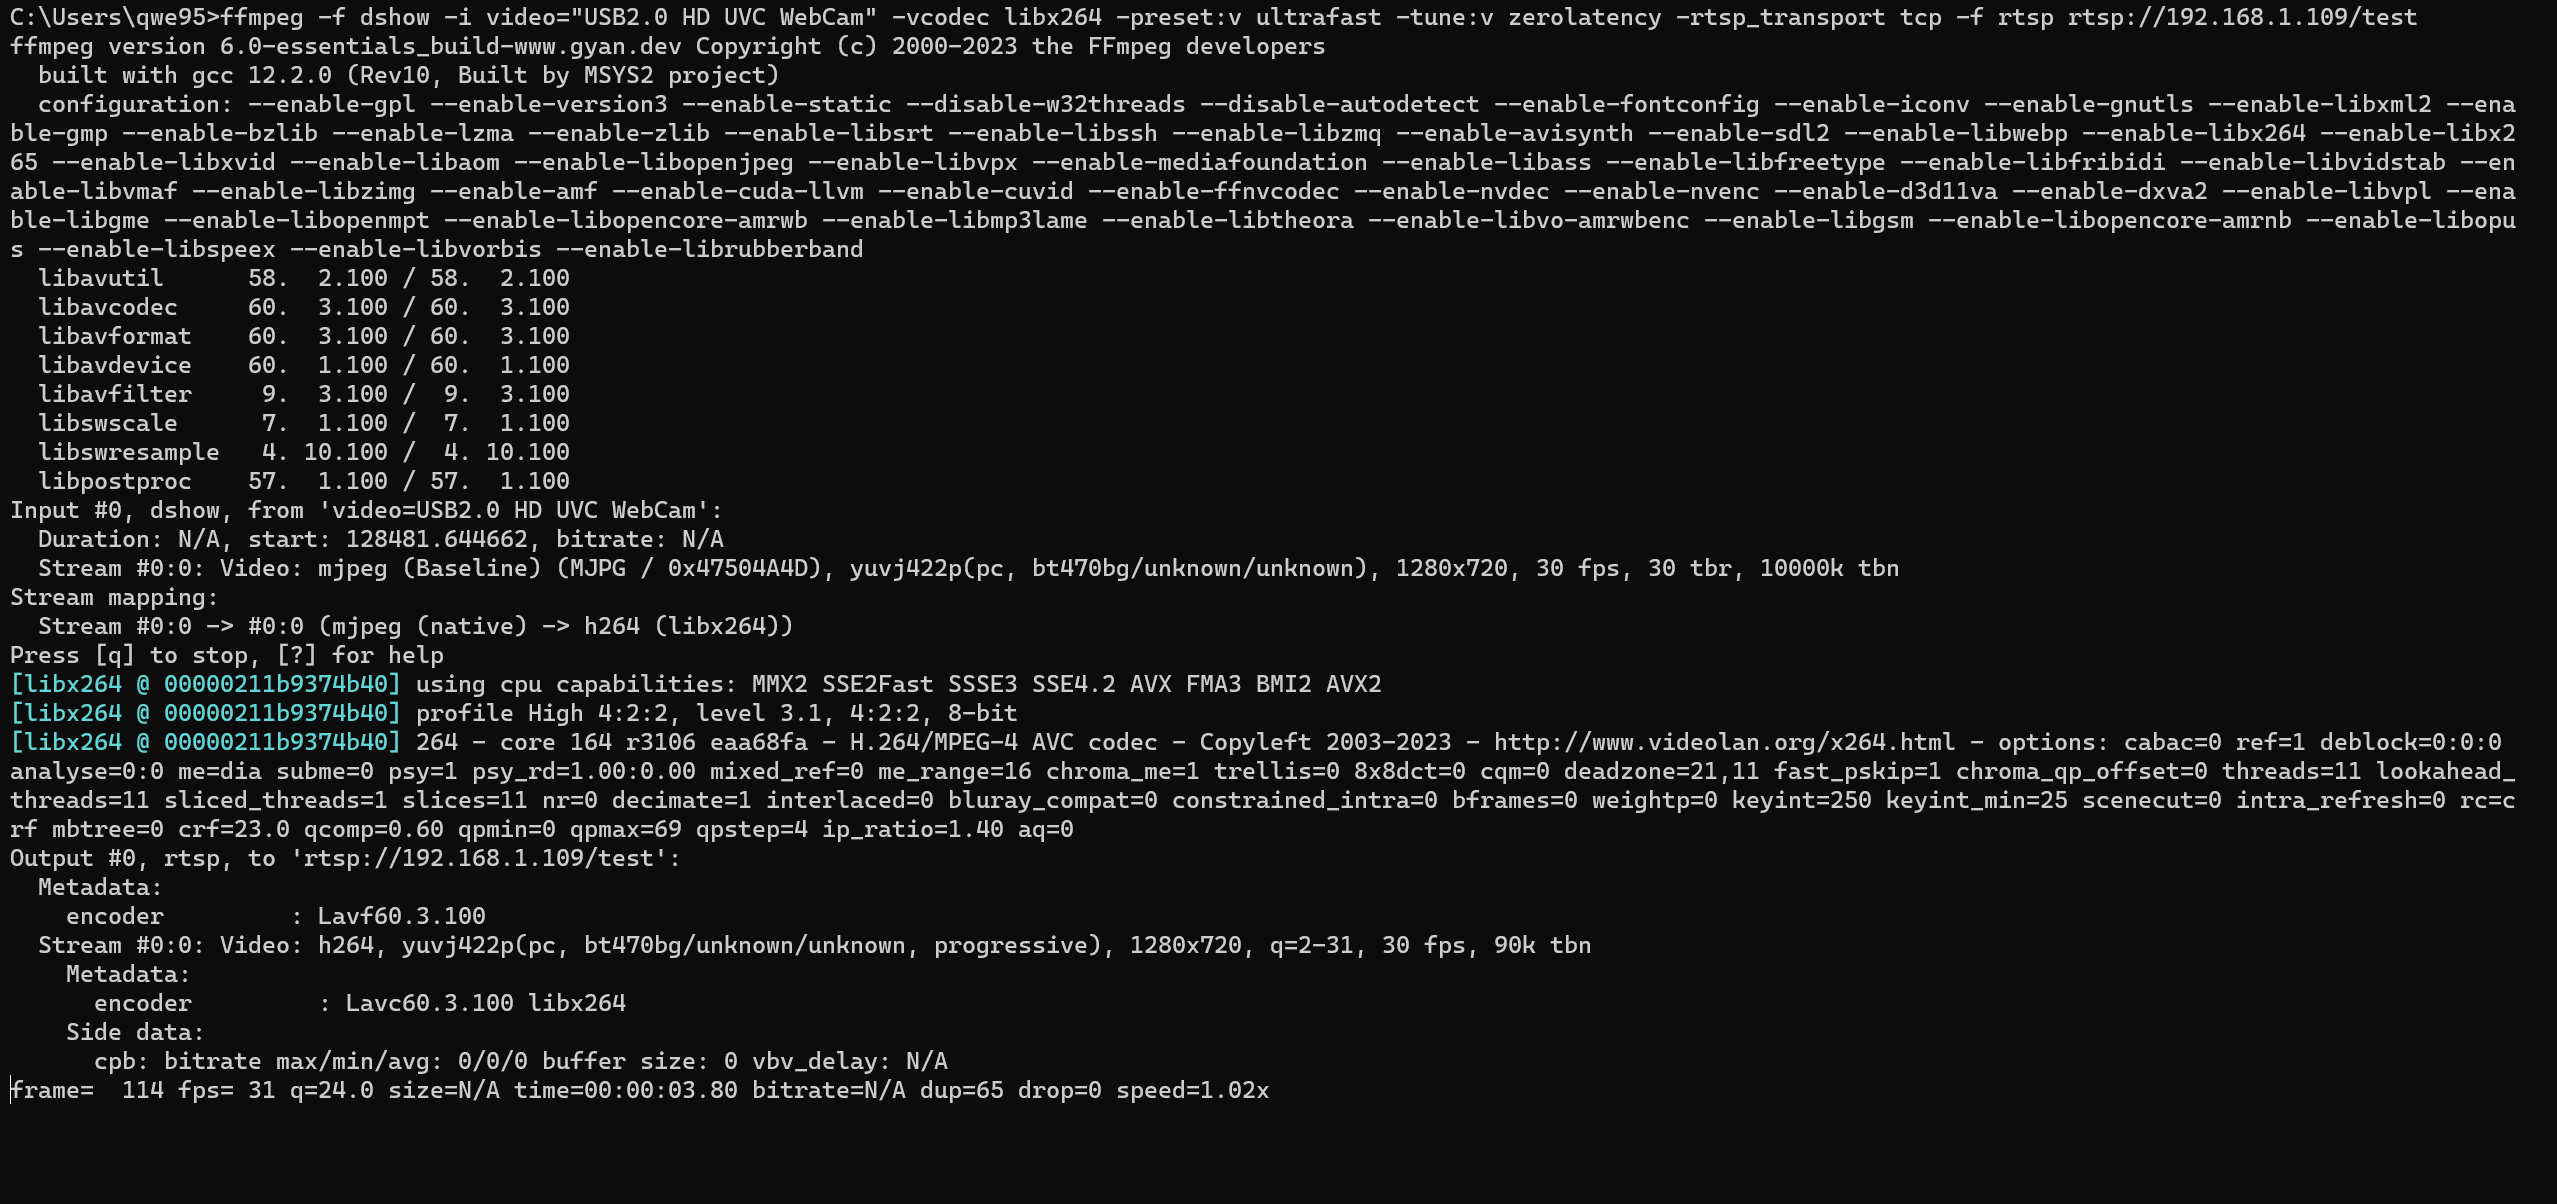 C:\Users\qwe95>ffmpeg -f dshow -i video="USB2.0 HD UVC WebCam" -vcodec libx264 -preset:v ultrafast -tune:v zerolatency -rtsp_transport tcp -f rtsp rtsp://192.168.1.109/test
ffmpeg version 6.0-essentials_build-www.gyan.dev Copyright (c) 2000-2023 the FFmpeg developers
  built with gcc 12.2.0 (Rev10, Built by MSYS2 project)
  configuration: --enable-gpl --enable-version3 --enable-static --disable-w32threads --disable-autodetect --enable-fontconfig --enable-iconv --enable-gnutls --enable-libxml2 --ena
ble-gmp --enable-bzlib --enable-lzma --enable-zlib --enable-libsrt --enable-libssh --enable-libzmq --enable-avisynth --enable-sdl2 --enable-libwebp --enable-libx264 --enable-libx2
65 --enable-libxvid --enable-libaom --enable-libopenjpeg --enable-libvpx --enable-mediafoundation --enable-libass --enable-libfreetype --enable-libfribidi --enable-libvidstab --en
able-libvmaf --enable-libzimg --enable-amf --enable-cuda-llvm --enable-cuvid --enable-ffnvcodec --enable-nvdec --enable-nvenc --enable-d3d11va --enable-dxva2 --enable-libvpl --ena
ble-libgme --enable-libopenmpt --enable-libopencore-amrwb --enable-libmp3lame --enable-libtheora --enable-libvo-amrwbenc --enable-libgsm --enable-libopencore-amrnb --enable-libopu
s --enable-libspeex --enable-libvorbis --enable-librubberband
  libavutil      58.  2.100 / 58.  2.100
  libavcodec     60.  3.100 / 60.  3.100
  libavformat    60.  3.100 / 60.  3.100
  libavdevice    60.  1.100 / 60.  1.100
  libavfilter     9.  3.100 /  9.  3.100
  libswscale      7.  1.100 /  7.  1.100
  libswresample   4. 10.100 /  4. 10.100
  libpostproc    57.  1.100 / 57.  1.100
Input #0, dshow, from 'video=USB2.0 HD UVC WebCam':
  Duration: N/A, start: 128481.644662, bitrate: N/A
  Stream #0:0: Video: mjpeg (Baseline) (MJPG / 0x47504A4D), yuvj422p(pc, bt470bg/unknown/unknown), 1280x720, 30 fps, 30 tbr, 10000k tbn
Stream mapping:
  Stream #0:0 -> #0:0 (mjpeg (native) -> h264 (libx264))
Press [q] to stop, [?] for help
[libx264 @ 00000211b9374b40] using cpu capabilities: MMX2 SSE2Fast SSSE3 SSE4.2 AVX FMA3 BMI2 AVX2
[libx264 @ 00000211b9374b40] profile High 4:2:2, level 3.1, 4:2:2, 8-bit
[libx264 @ 00000211b9374b40] 264 - core 164 r3106 eaa68fa - H.264/MPEG-4 AVC codec - Copyleft 2003-2023 - http://www.videolan.org/x264.html - options: cabac=0 ref=1 deblock=0:0:0
analyse=0:0 me=dia subme=0 psy=1 psy_rd=1.00:0.00 mixed_ref=0 me_range=16 chroma_me=1 trellis=0 8x8dct=0 cqm=0 deadzone=21,11 fast_pskip=1 chroma_qp_offset=0 threads=11 lookahead_
threads=11 sliced_threads=1 slices=11 nr=0 decimate=1 interlaced=0 bluray_compat=0 constrained_intra=0 bframes=0 weightp=0 keyint=250 keyint_min=25 scenecut=0 intra_refresh=0 rc=c
rf mbtree=0 crf=23.0 qcomp=0.60 qpmin=0 qpmax=69 qpstep=4 ip_ratio=1.40 aq=0
Output #0, rtsp, to 'rtsp://192.168.1.109/test':
  Metadata:
    encoder         : Lavf60.3.100
  Stream #0:0: Video: h264, yuvj422p(pc, bt470bg/unknown/unknown, progressive), 1280x720, q=2-31, 30 fps, 90k tbn
    Metadata:
      encoder         : Lavc60.3.100 libx264
    Side data:
      cpb: bitrate max/min/avg: 0/0/0 buffer size: 0 vbv_delay: N/A
frame=  114 fps= 31 q=24.0 size=N/A time=00:00:03.80 bitrate=N/A dup=65 drop=0 speed=1.02x